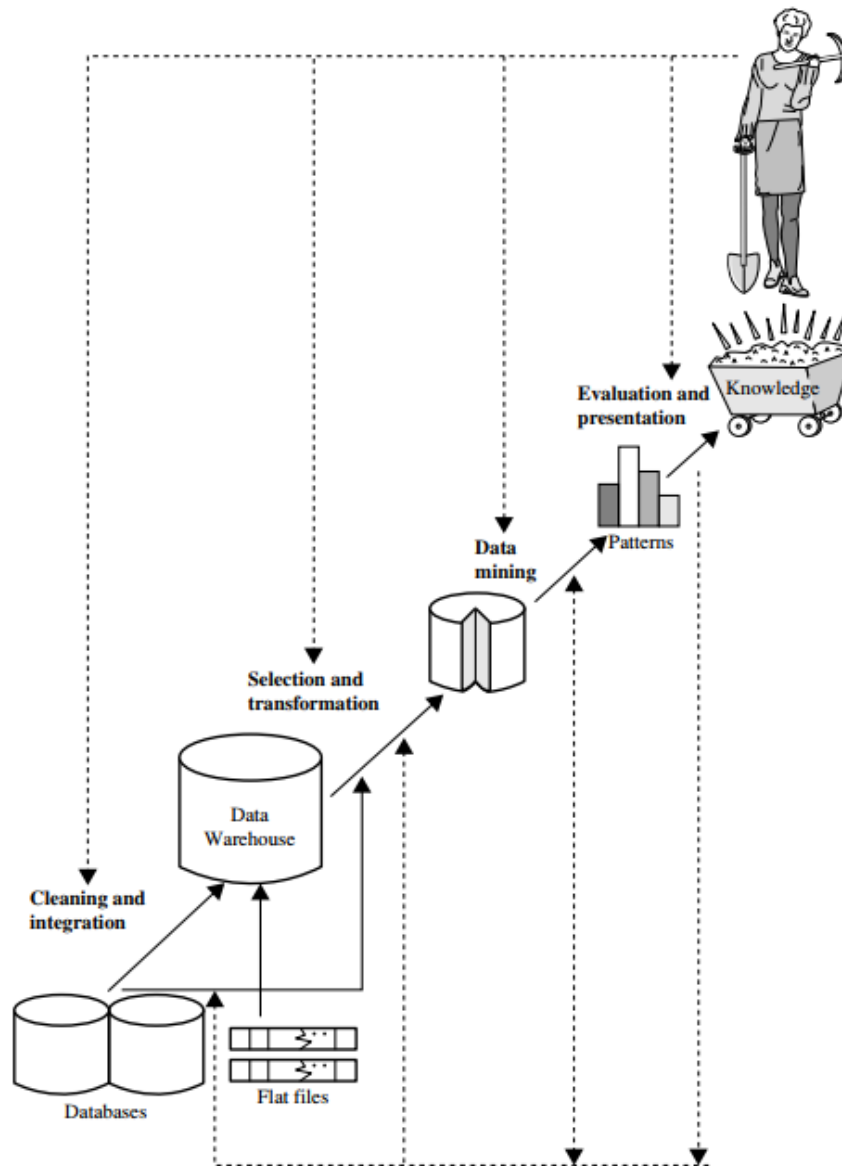 Knowledge
Evaluation and
presentation
Patterns
Data
mining
Selection and
transformation
Data
Warehouse
Cleaning and
integration
Flat files
Databases